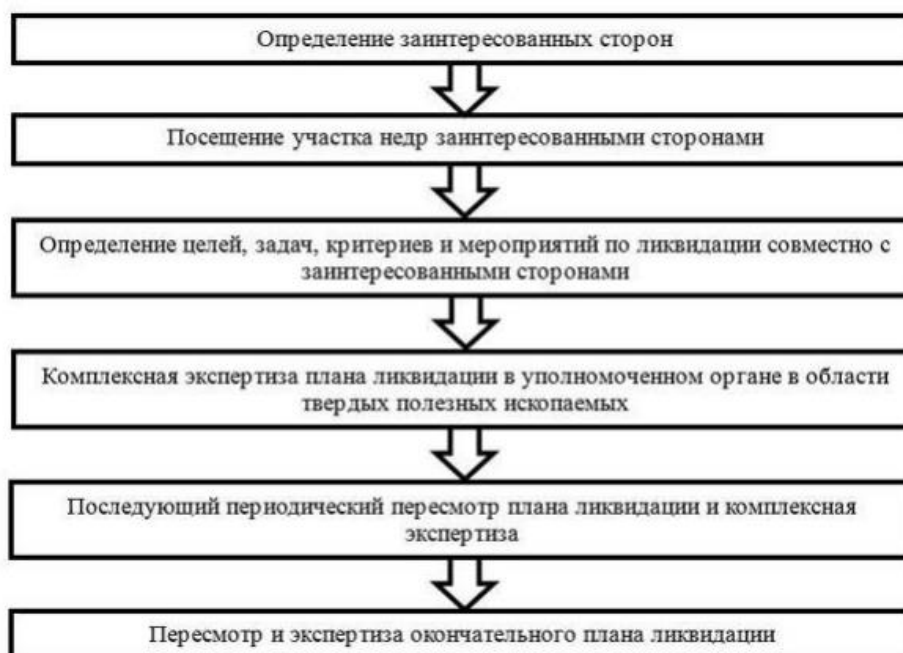 Определение заинтересованных сторон
Посещение участка недр заинтересованными сторонами
Определение целей, задач, критериев и мероприятий по ликвидации совместно с
заинтересованными сторонами
Комплексная экспертиза плана ликвидации в уполномоченном органе в области
твердых полезных ископаемых
Последующий периодический пересмотр плана ликвидации и комплексная
экспертиза
Пересмотр и экспертиза окончательного плана ликвидации